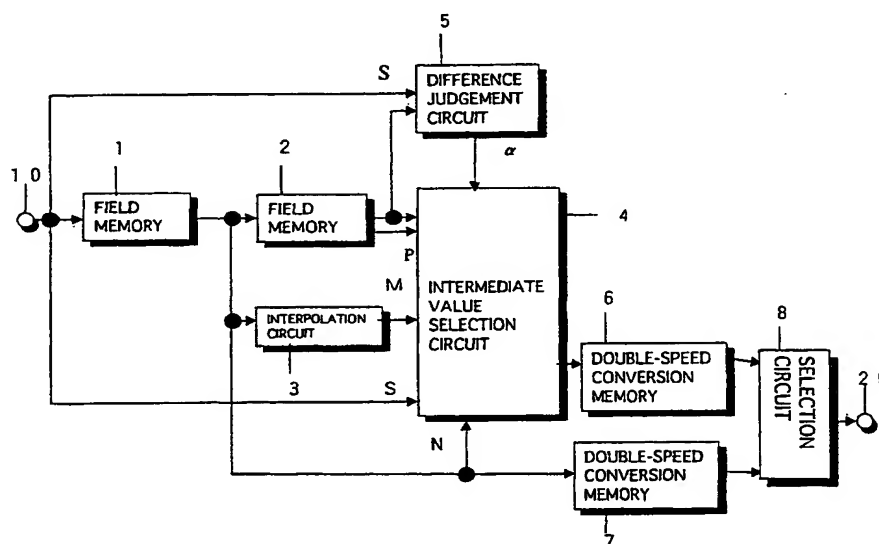 5
S
DIFFERENCE
JUDGEMENT
CIRCUIT
α
1 0
1
FIELD
MEMORY
2
FIELD
MEMORY
4
P
M
INTERMEDIATE
VALUE
SELECTION
CIRCUIT
INTERPOLATION
CIRCUIT
3
S
N
6
DOUBLE-SPEED
CONVERSION
MEMORY
8
SELECTION
CIRCUIT
2
DOUBLE-SPEED
CONVERSION
MEMORY
7